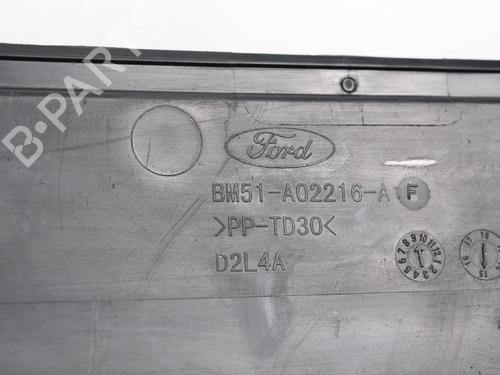 B-PARTS
Ford
BM51-A02216-A F
>PP-TD30<
D2L4A